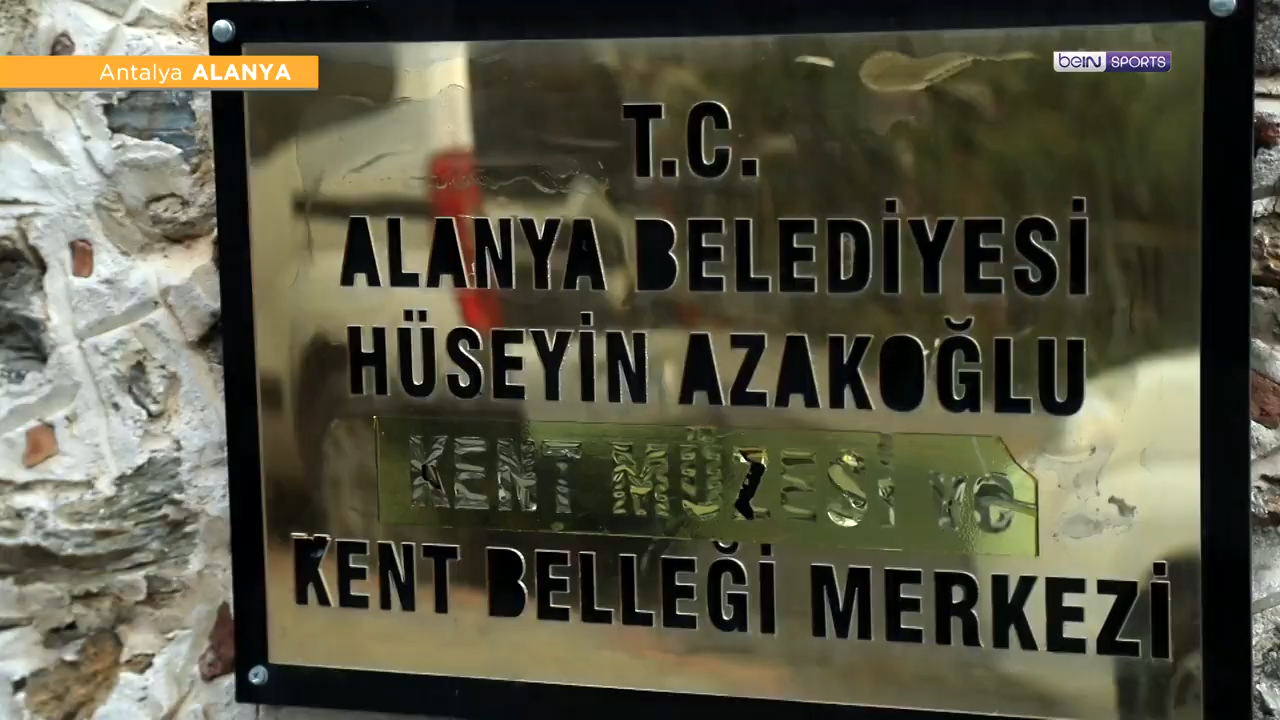 Antalya ALANYA
beIN SPORTS
T.C.
ALANYA BELEDİYESİ
HÜSEYİN AZAKOĞLU
KENT MÜZESİ ve
KENT BELLEĞİ MERKEZİ